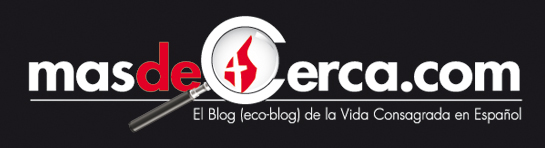 masdeCerca.com
El Blog (eco-blog) de la Vida Consagrada en Español